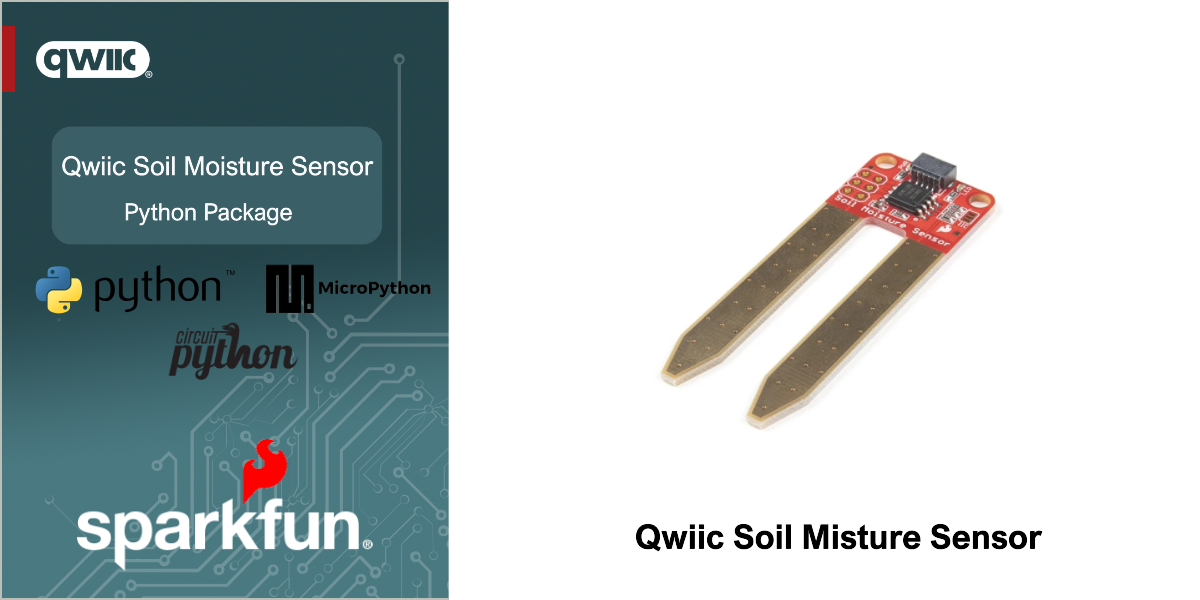 qwiic®
Qwiic Soil Moisture Sensor
Python Package
python™
MicroPython
circuit
python
sparkfun®
Soil Moisture Sensor
Qwiic Soil Misture Sensor